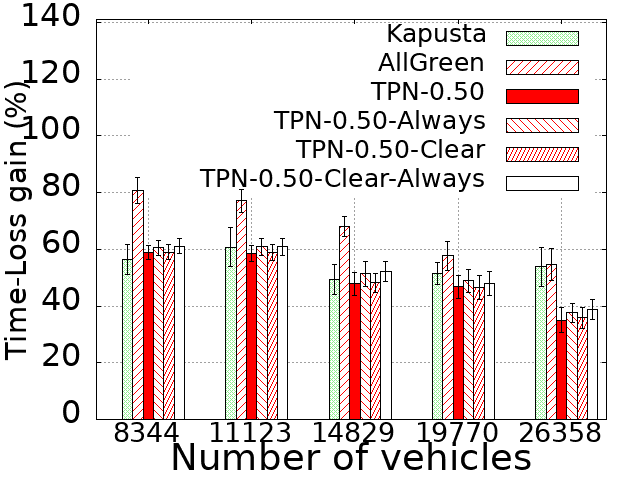 Time-Loss gain (%)
140
120
100
80
60
40
20
0
Kapusta
AllGreen
TPN-0.50
TPN-0.50-Always
TPN-0.50-Clear
TPN-0.50-Clear-Always
8344 11123 14829 19770 26358
Number of vehicles